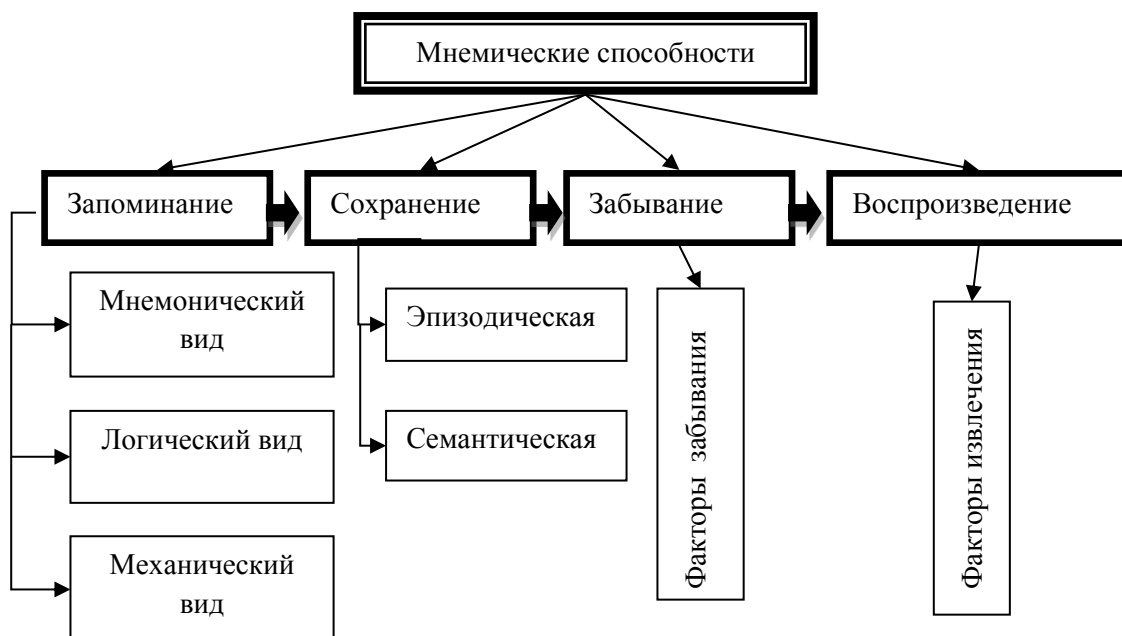 Мнемические способности
Запоминание
Сохранение
Забывание
Воспроизведение
Мнемонический
вид
Логический вид
Механический
вид
Эпизодическая
Семантическая
Факторы забывания
Факторы извлечения